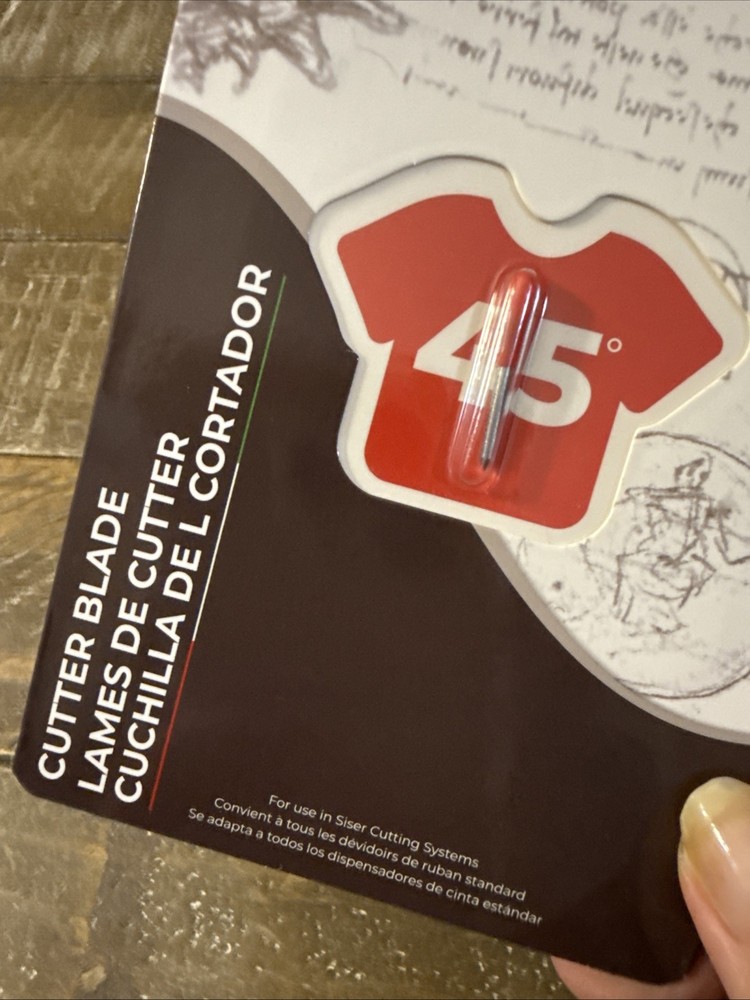 45°
CUTTER BLADE
LAMES DE CUTTER
CUCHILLA DE L CORTADOR
For use in Siser Cutting Systems
Convient à tous les dévidoirs de ruban standard
Se adapta a todos los dispensadores de cinta estándar